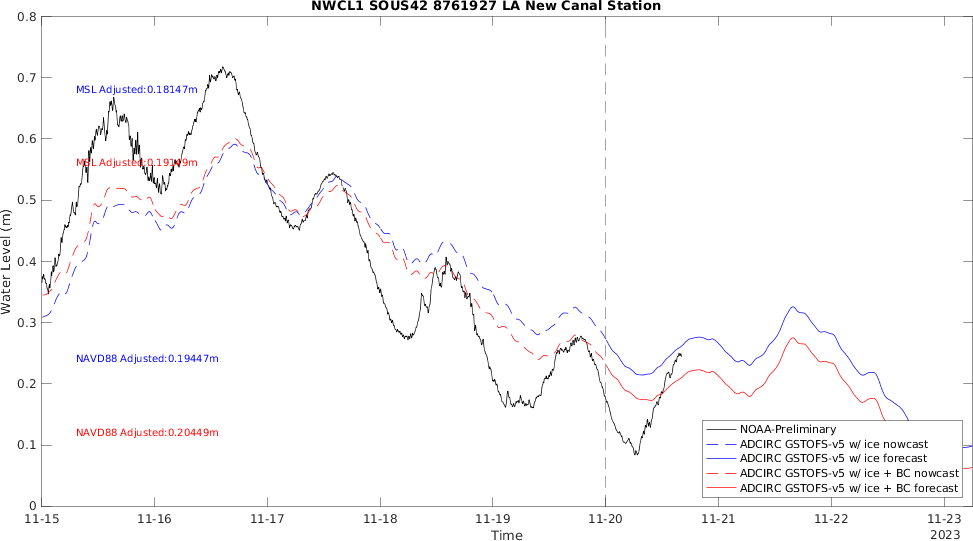 NWCL1 SOUS42 8761927 LA New Canal Station
0.8
0.7
0.6
0.5
0.4
0.3
0.2
0.1
0
Water Level (m)
MSL Adjusted:0.18147m
NAVD88 Adjusted:0.19447m
NAVD88 Adjusted:0.20449m
NOAA-Preliminary
ADCIRC GSTOFS-v5 w/ ice nowcast
ADCIRC GSTOFS-v5 w/ ice forecast
ADCIRC GSTOFS-v5 w/ ice + BC nowcast
ADCIRC GSTOFS-v5 w/ ice + BC forecast
11-15 11-16 11-17 11-18 11-19 11-20 11-21 11-22 11-23
Time
2023